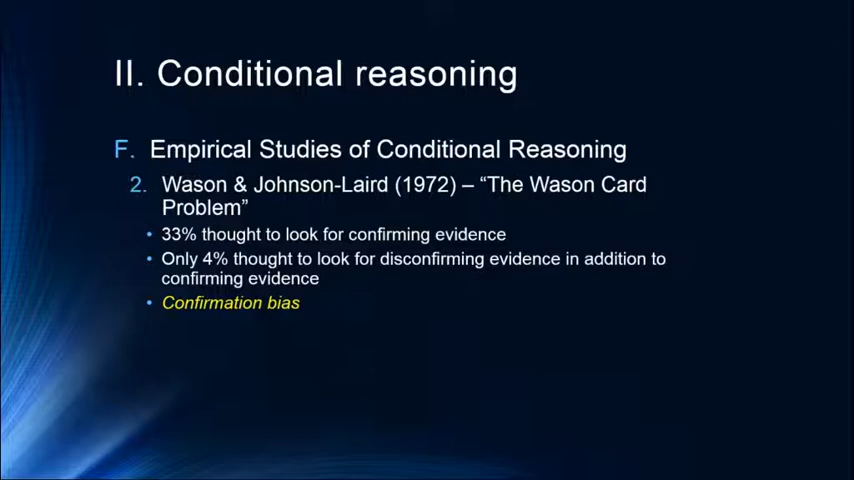 II. Conditional reasoning
F. Empirical Studies of Conditional Reasoning
2. Wason & Johnson-Laird (1972) – “The Wason Card
Problem”
• 33% thought to look for confirming evidence
• Only 4% thought to look for disconfirming evidence in addition to
confirming evidence
• Confirmation bias